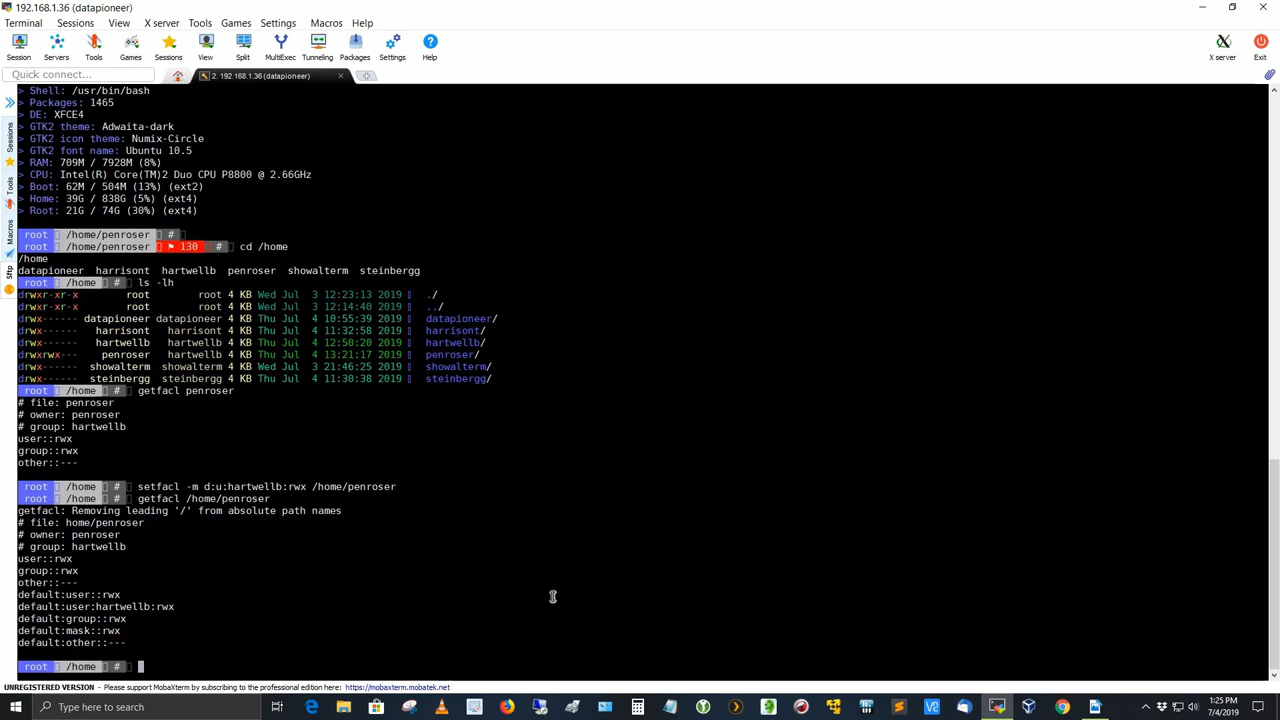 192.168.1.36 (datapioneer)
Terminal Sessions View X server Tools Games Settings Macros Help
Session Servers Tools Games Sessions View Split MultiExec Tunneling Packages Settings Help X server Exit
Quick connect...
2. 192.168.1.36 (datapioneer)
Sessions
Tools
Macros
Sftp
> Shell: /usr/bin/bash
> Packages: 1465
> DE: XFCE4
> GTK2 theme: Adwaita-dark
> GTK2 icon theme: Numix-Circle
> GTK2 font name: Ubuntu 10.5
> RAM: 709M / 7928M (8%)
> CPU: Intel(R) Core(TM)2 Duo CPU P8800 @ 2.66GHz
> Boot: 62M / 504M (13%) (ext2)
> Home: 39G / 838G (5%) (ext4)
> Root: 21G / 74G (30%) (ext4)
root /home/penroser #
root /home/penroser 130 # cd /home
/home
datapioneer harrisont hartwellb penroser showalterm steinbergg
root /home # ls -lh
drwxr-xr-x root root 4 KB Wed Jul 3 12:23:13 2019 ./
drwxr-xr-x root root 4 KB Wed Jul 3 12:14:40 2019 ../
drwx------ datapioneer datapioneer 4 KB Thu Jul 4 10:55:39 2019 datapioneer/
drwx------ harrisont harrisont 4 KB Thu Jul 4 11:32:58 2019 harrisont/
drwx------ hartwellb hartwellb 4 KB Thu Jul 4 12:50:20 2019 hartwellb/
drwxrwx--- penroser hartwellb 4 KB Thu Jul 4 13:21:17 2019 penroser/
drwx------ showalterm showalterm 4 KB Wed Jul 3 21:46:25 2019 showalterm/
drwx------ steinbergg steinbergg 4 KB Thu Jul 4 11:30:38 2019 steinbergg/
root /home # getfacl penroser
# file: penroser
# owner: penroser
# group: hartwellb
user::rwx
group::rwx
other::---
root /home # setfacl -m d:u:hartwellb:rwx /home/penroser
root /home # getfacl /home/penroser
getfacl: Removing leading '/' from absolute path names
# file: home/penroser
# owner: penroser
# group: hartwellb
user::rwx
group::rwx
other::---
default:user::rwx
default:user:hartwellb:rwx
default:group::rwx
default:mask::rwx
default:other::---
root /home #
UNREGISTERED VERSION - Please support MobaXterm by subscribing to the professional edition here: https://mobaxterm.mobatek.net
Type here to search
1:25 PM
7/4/2019